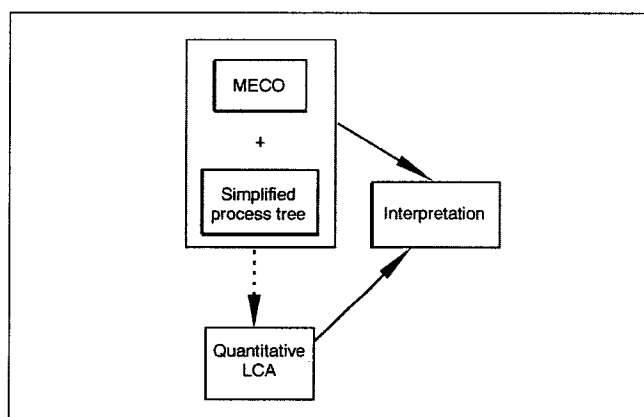 MECO
+
Simplified
process tree
Interpretation
Quantitative
LCA